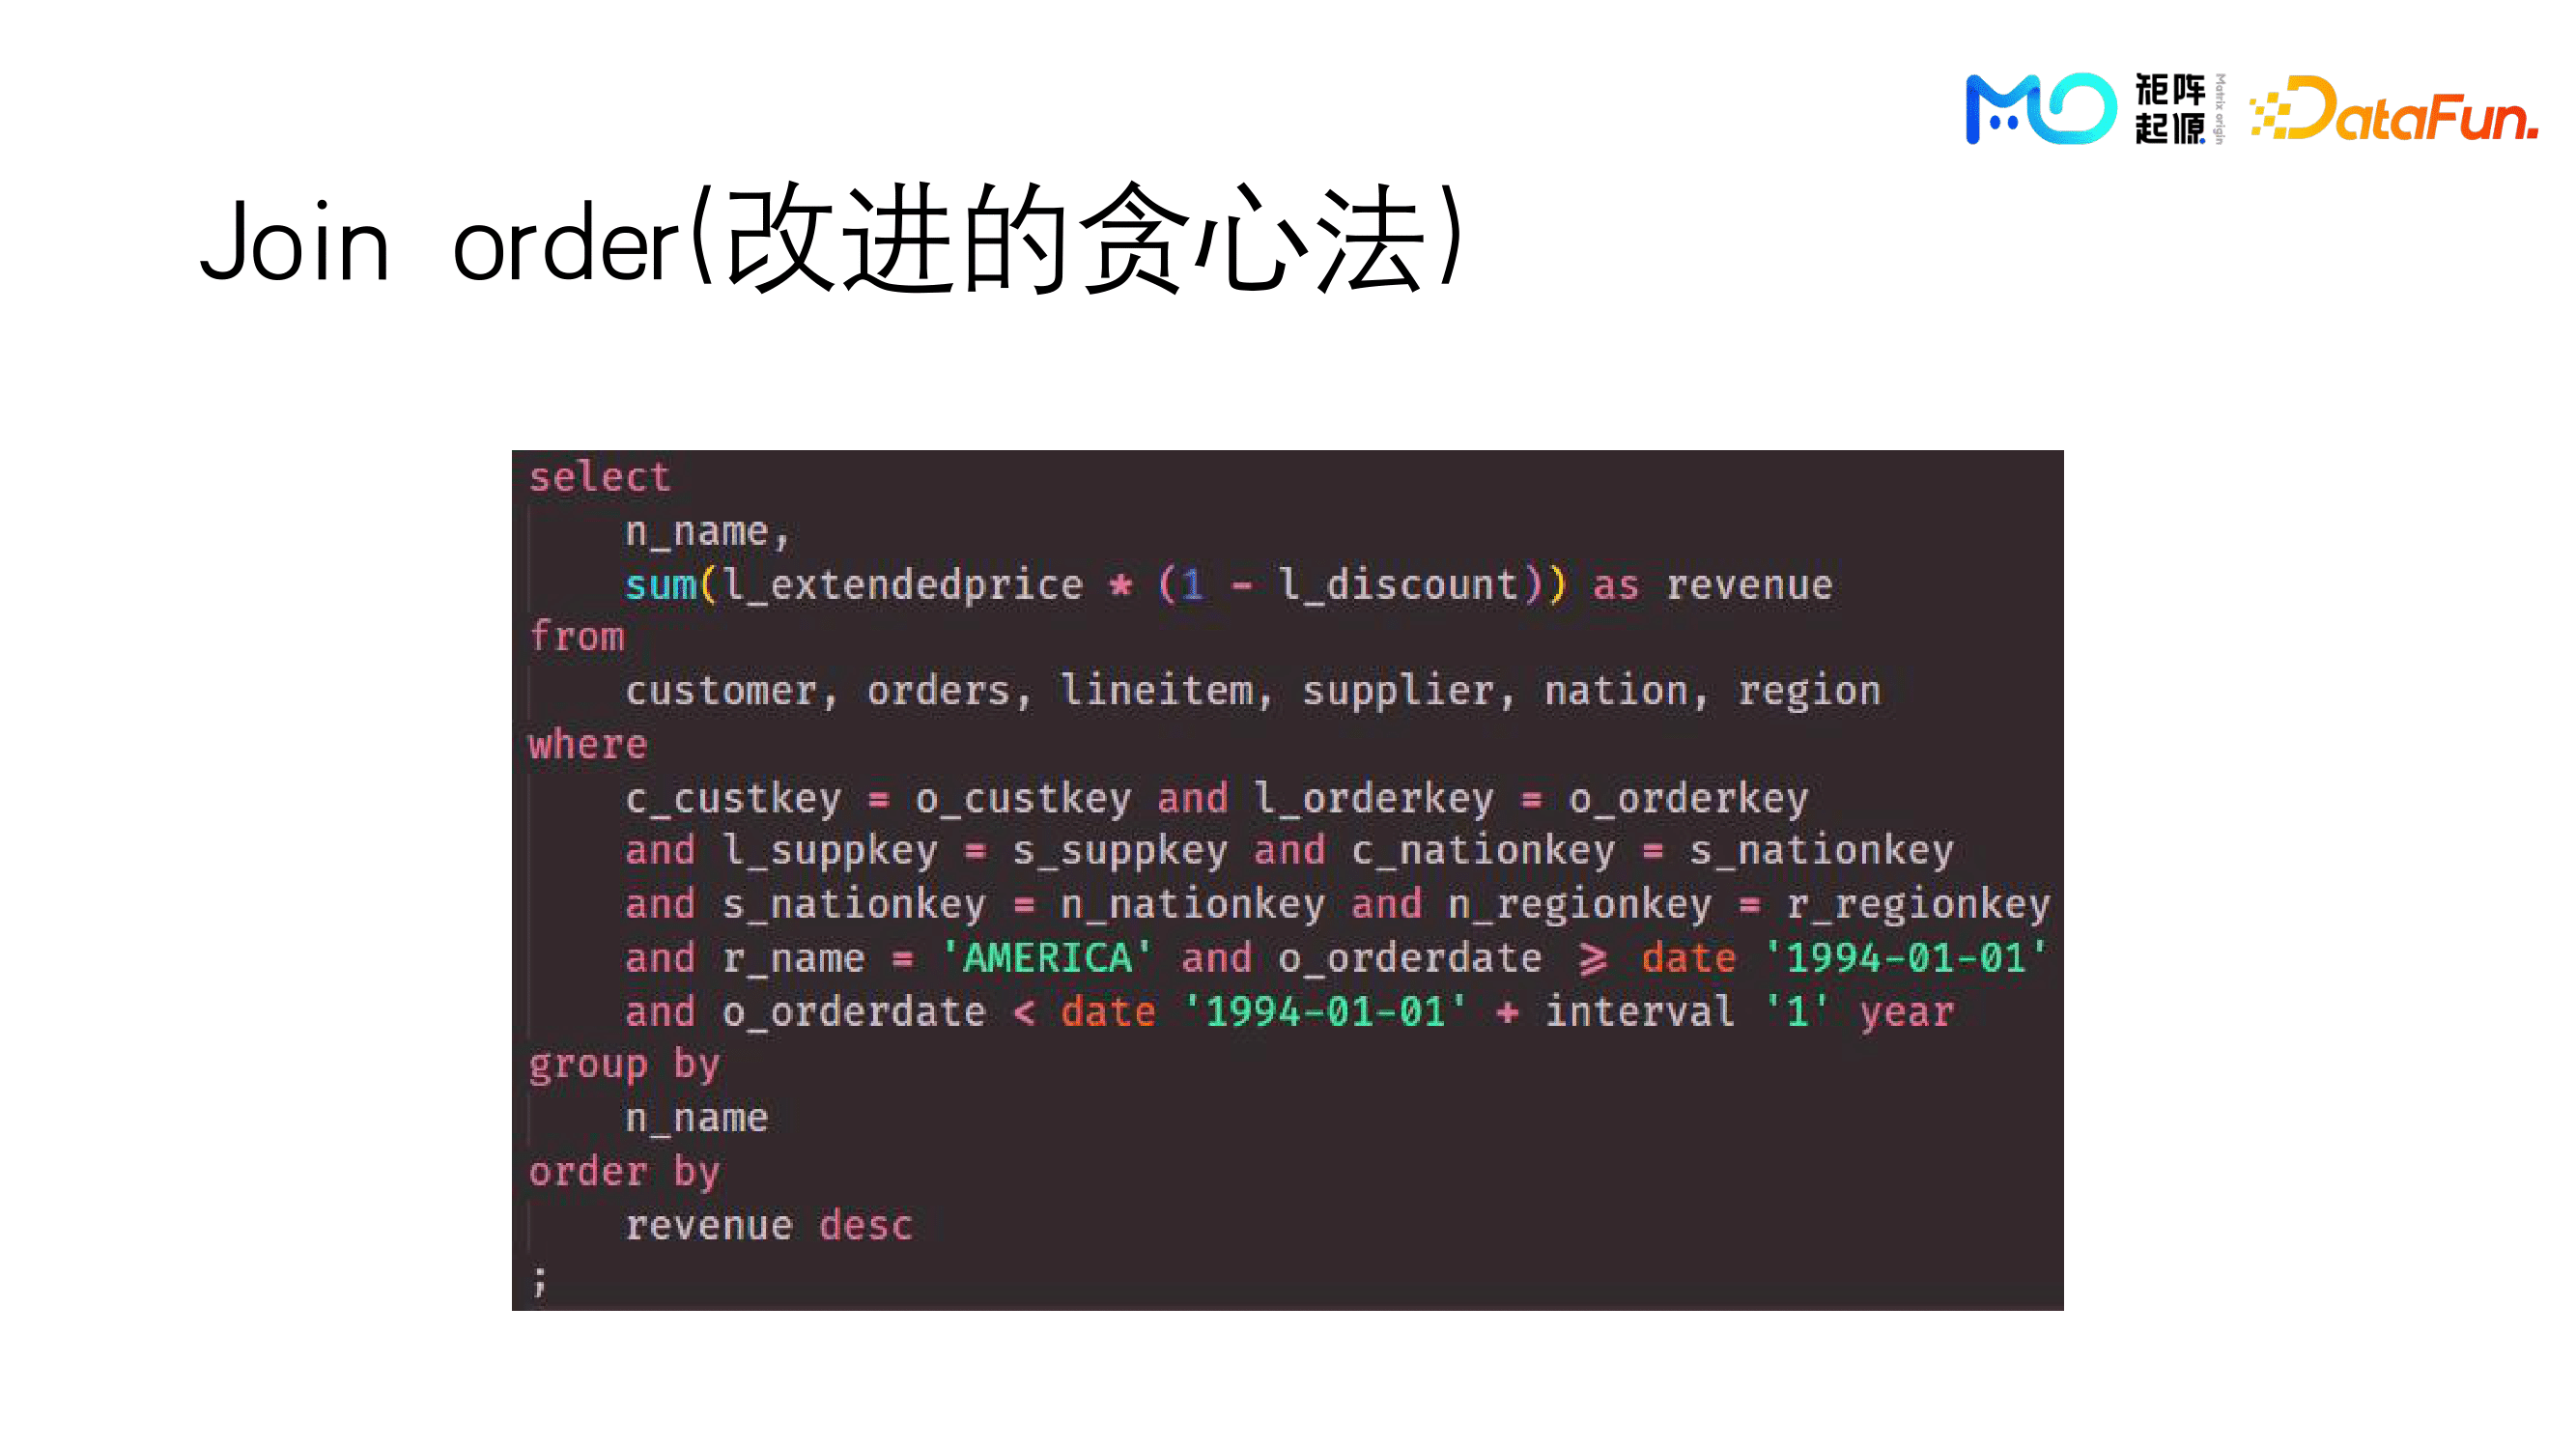 MO 矩阵起源 Matrix origin DataFun.
Join order(改进的贪心法)
select
n_name,
sum(l_extendedprice * (1 - l_discount)) as revenue
from
customer, orders, lineitem, supplier, nation, region
where
c_custkey = o_custkey and l_orderkey = o_orderkey
and l_suppkey = s_suppkey and c_nationkey = s_nationkey
and s_nationkey = n_nationkey and n_regionkey = r_regionkey
and r_name = 'AMERICA' and o_orderdate >= date '1994-01-01'
and o_orderdate < date '1994-01-01' + interval '1' year
group by
n_name
order by
revenue desc
;